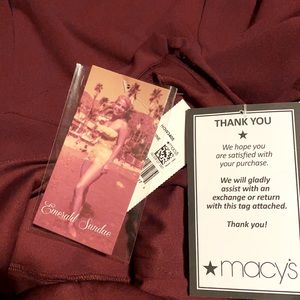 Emerald Sundae
THANK YOU
★
We hope you
are satisfied with
your purchase.
We will gladly
assist with an
exchange or return
with this tag attached.
Thank you!
★macy's